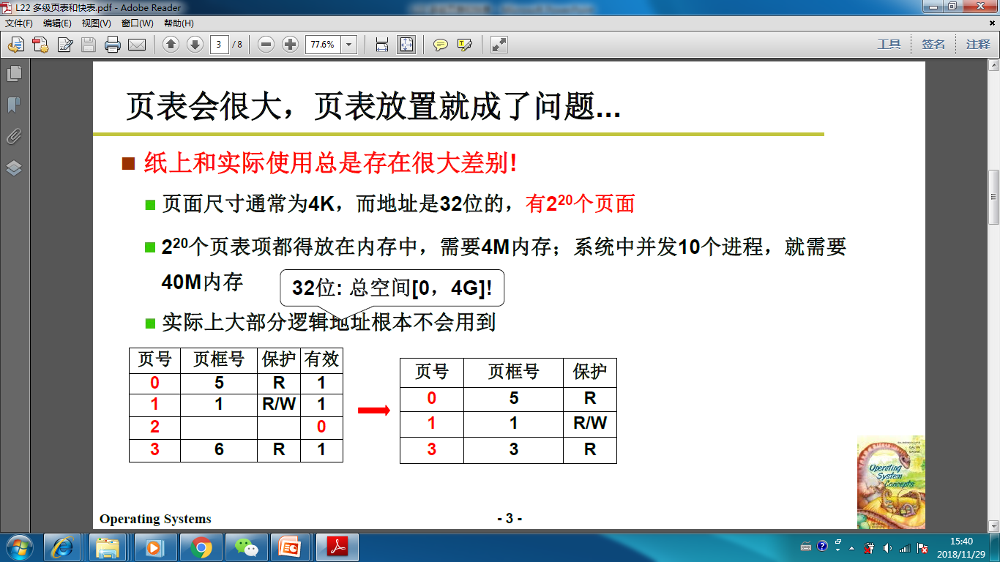 L22 多级页表和快表.pdf - Adobe Reader
文件(F) 编辑(E) 视图(V) 窗口(W) 帮助(H)
3 / 8 77.6% 工具 签名 注释
页表会很大，页表放置就成了问题...
纸上和实际使用总是存在很大差别!
页面尺寸通常为4K，而地址是32位的，有2²⁰个页面
2²⁰个页表项都得放在内存中，需要4M内存；系统中并发10个进程，就需要
40M内存
32位: 总空间[0，4G]!
实际上大部分逻辑地址根本不会用到
页号 页框号 保护 有效
0 5 R 1
1 1 R/W 1
2 0
3 6 R 1
页号 页框号 保护
0 5 R
1 1 R/W
3 3 R
Operating
System
Concepts
Operating Systems
- 3 -
15:40
2018/11/29